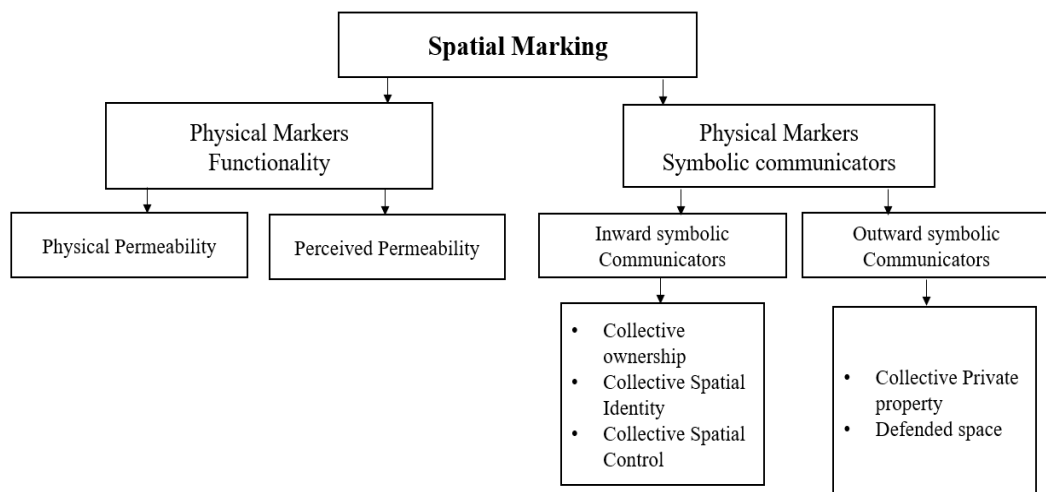 Spatial Marking
Physical Markers
Functionality
Physical Markers
Symbolic communicators
Physical Permeability
Perceived Permeability
Inward symbolic
Communicators
Outward symbolic
Communicators
• Collective
ownership
• Collective Spatial
Identity
• Collective Spatial
Control
• Collective Private
property
• Defended space